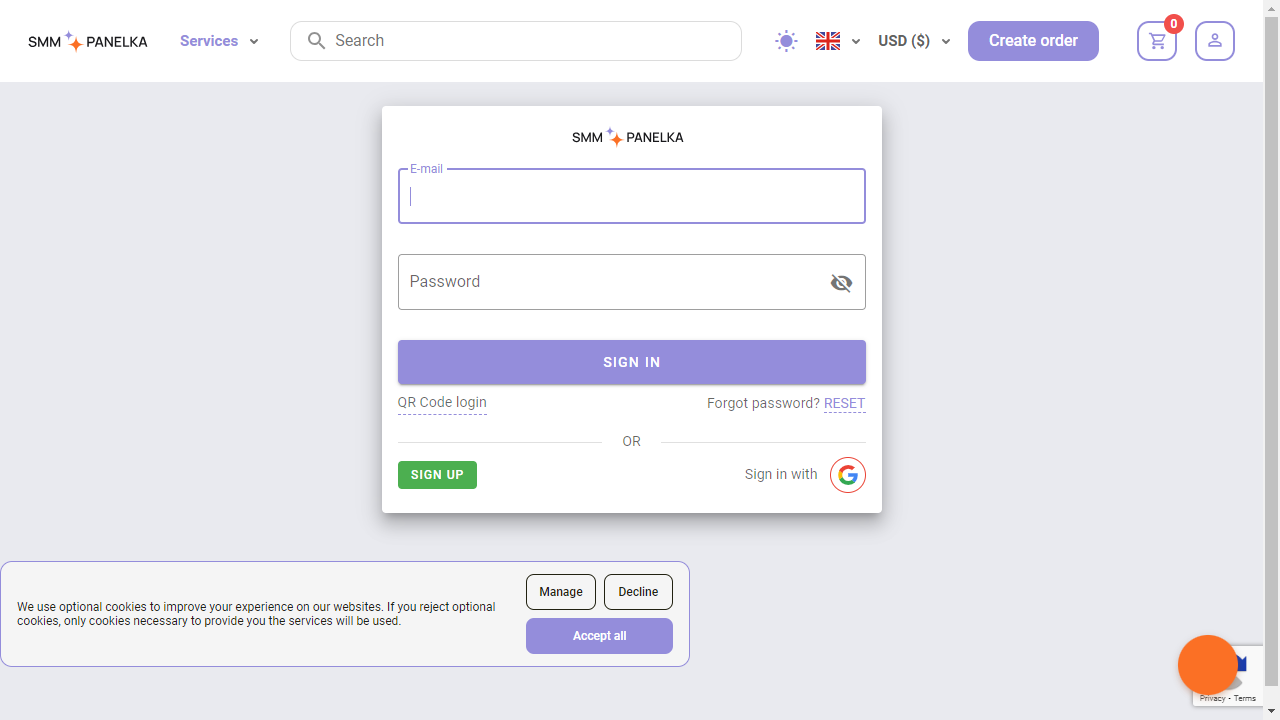 SMM PANELKA
Services
Search
USD ($)
Create order
0
SMM PANELKA
E-mail
Password
SIGN IN
QR Code login
Forgot password? RESET
OR
SIGN UP
Sign in with
We use optional cookies to improve your experience on our websites. If you reject optional
cookies, only cookies necessary to provide you the services will be used.
Manage
Decline
Accept all
Privacy - Terms